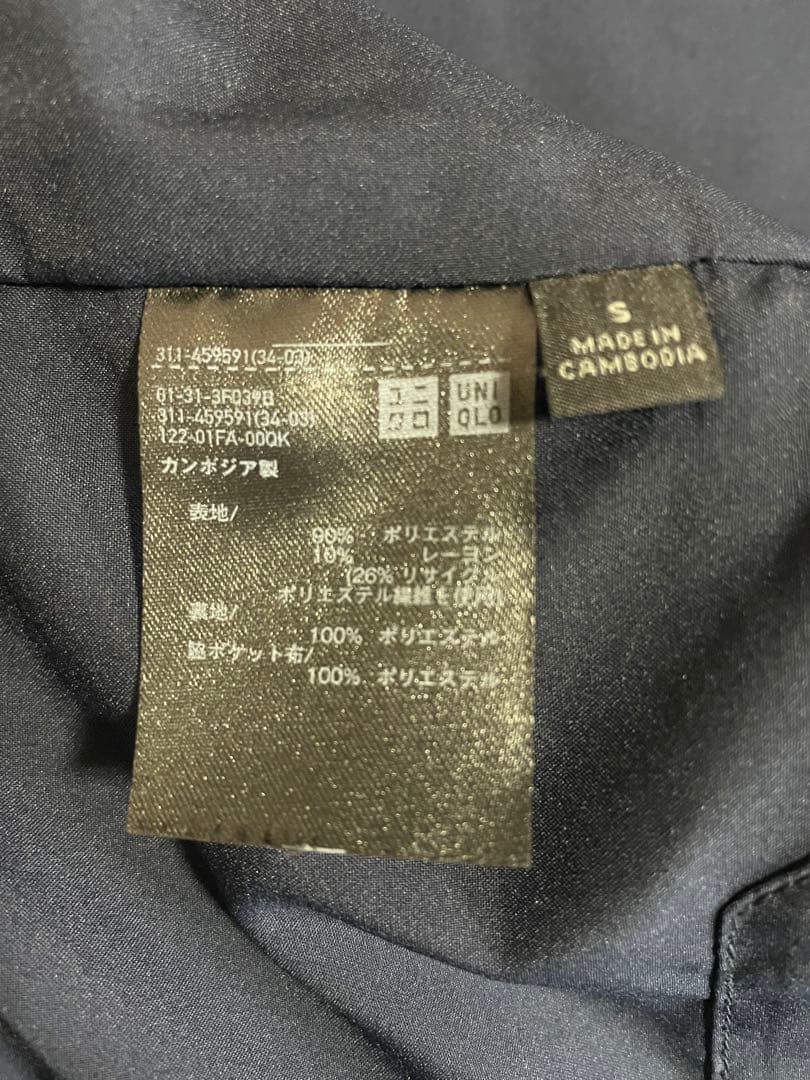 311-459591(34-03)
01-31-3F039B
311-459591(34-03)
122-01FA-00QK
ユニ
クロ
UNI
QLO
S
MADE IN
CAMBODIA
カンボジア製
表地/
90% ポリエステル
10% レーヨン
(26% リサイクル
ポリエステル繊維を使用)
裏地/
100% ポリエステル
脇ポケット布/
100% ポリエステル